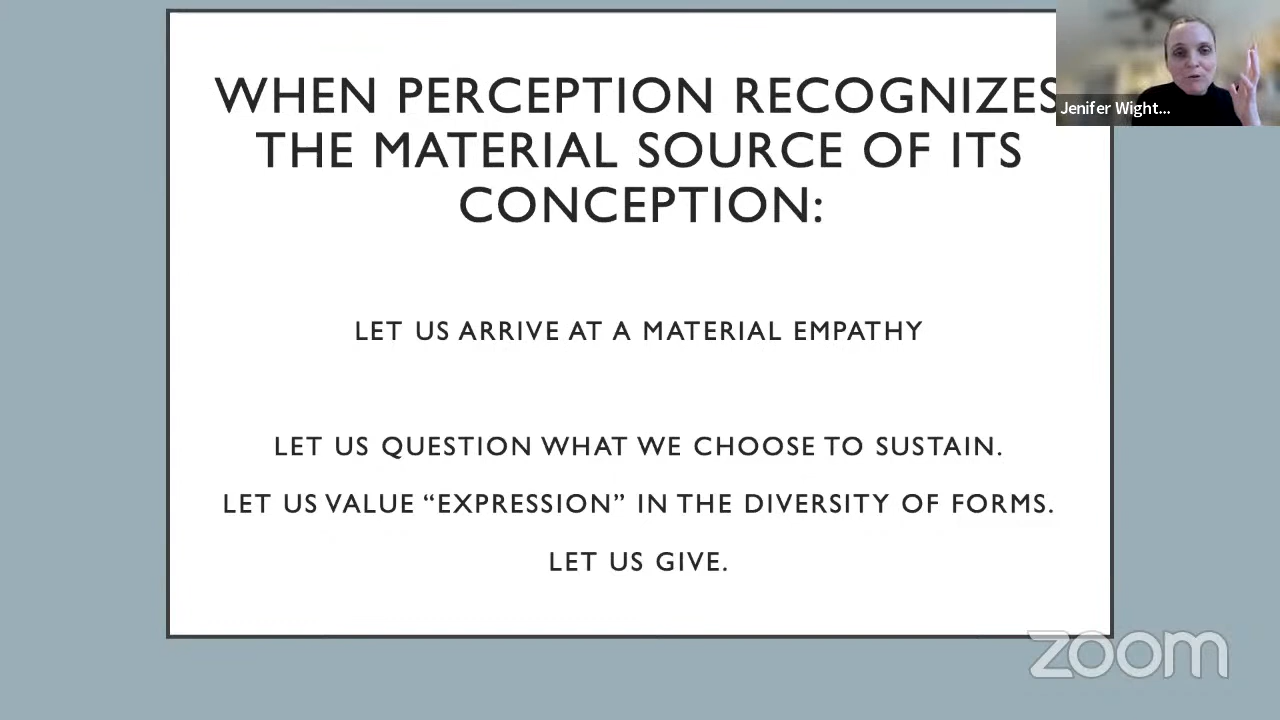 WHEN PERCEPTION RECOGNIZES
THE MATERIAL SOURCE OF ITS
CONCEPTION:
LET US ARRIVE AT A MATERIAL EMPATHY
LET US QUESTION WHAT WE CHOOSE TO SUSTAIN.
LET US VALUE “EXPRESSION” IN THE DIVERSITY OF FORMS.
LET US GIVE.
Jenifer Wight...
zoom